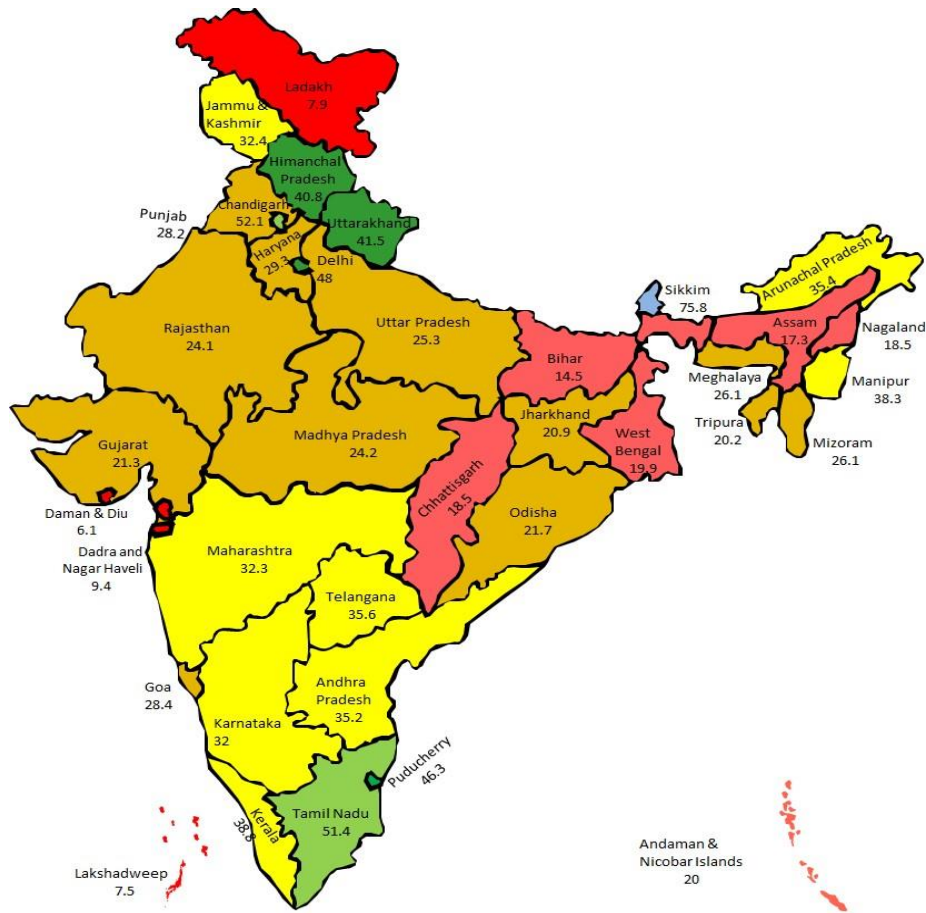 Ladakh
7.9
Jammu &
Kashmir
32.4
Himanchal
Pradesh
40.8
Chandigarh
52.1
Punjab
28.2
Uttarakhand
41.5
Haryana
29.3
Delhi
48
Rajasthan
24.1
Uttar Pradesh
25.3
Sikkim
75.8
Arunachal Pradesh
35.4
Assam
17.3
Nagaland
18.5
Bihar
14.5
Meghalaya
26.1
Manipur
38.3
Tripura
20.2
Mizoram
26.1
Gujarat
21.3
Madhya Pradesh
24.2
Jharkhand
20.9
West
Bengal
19.9
Chhattisgarh
18.5
Odisha
21.7
Daman & Diu
6.1
Dadra and
Nagar Haveli
9.4
Maharashtra
32.3
Telangana
35.6
Goa
28.4
Karnataka
32
Andhra
Pradesh
35.2
Puducherry
46.3
Tamil Nadu
51.4
Kerala
38.8
Lakshadweep
7.5
Andaman &
Nicobar Islands
20